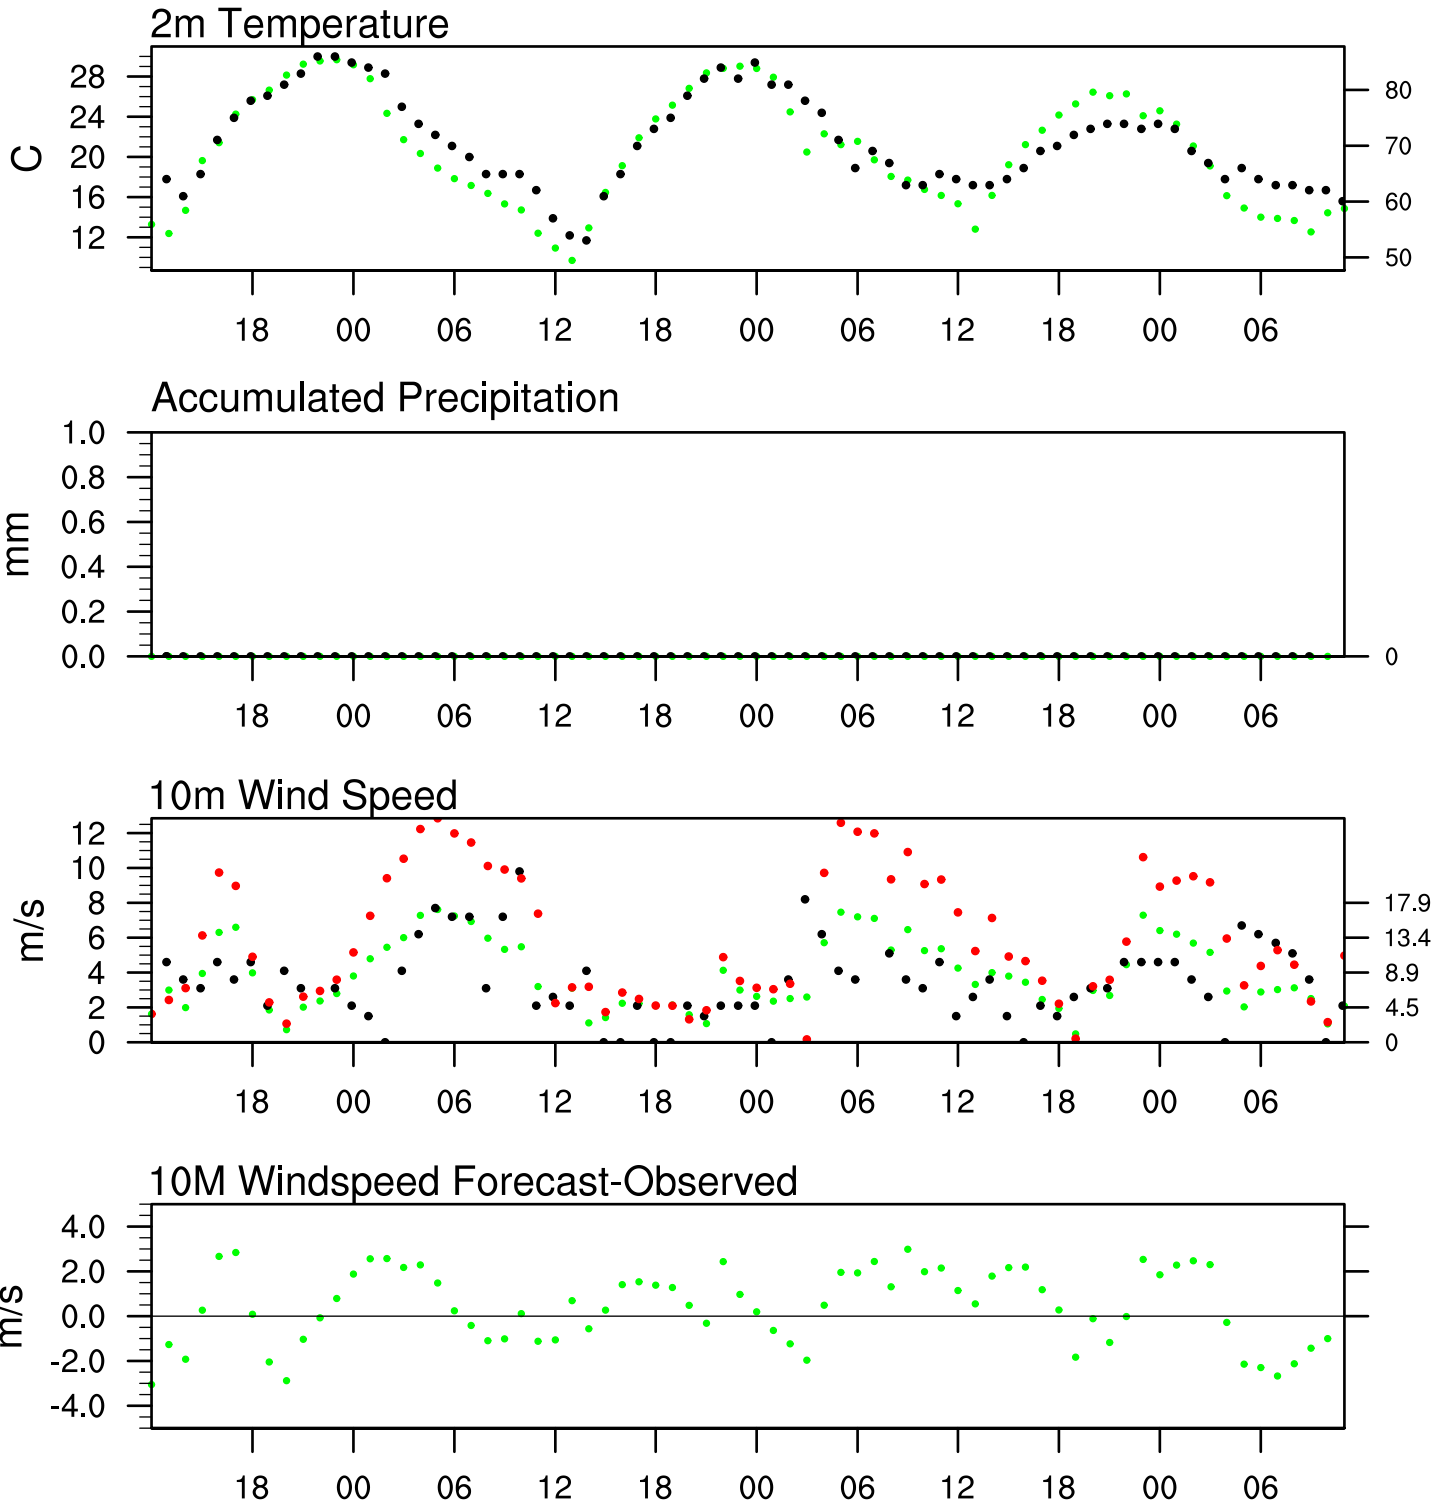 2m Temperature
28
24
20
16
12
C
80
70
60
50
18 00 06 12 18 00 06 12 18 00 06
Accumulated Precipitation
1.0
0.8
0.6
0.4
0.2
0.0
mm
0
18 00 06 12 18 00 06 12 18 00 06
10m Wind Speed
12
10
8
6
4
2
0
m/s
17.9
13.4
8.9
4.5
0
18 00 06 12 18 00 06 12 18 00 06
10M Windspeed Forecast-Observed
4.0
2.0
0.0
-2.0
-4.0
m/s
18 00 06 12 18 00 06 12 18 00 06